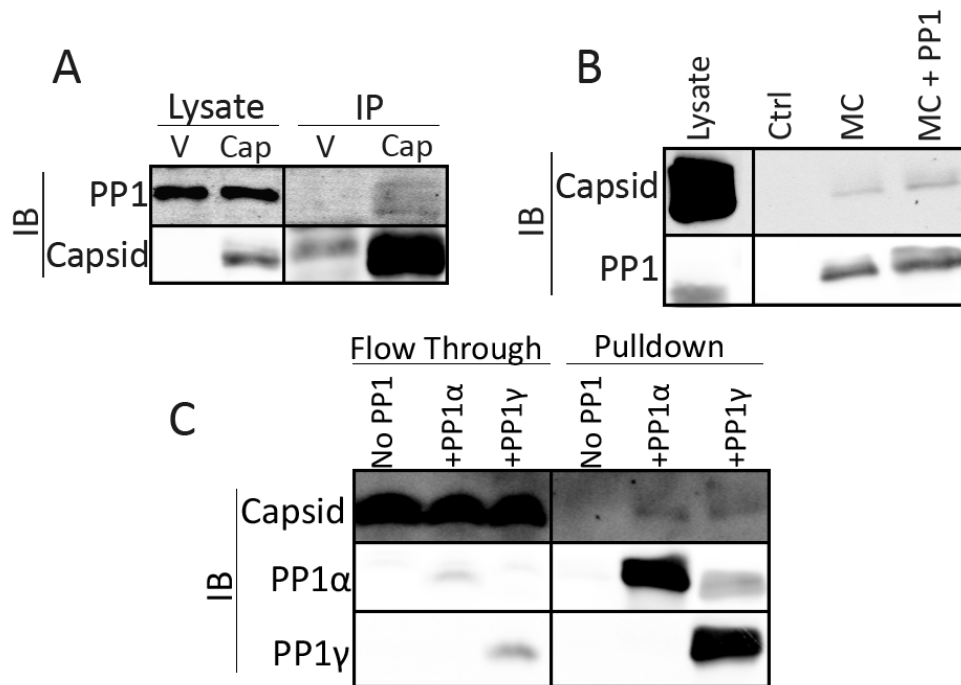 A
Lysate IP
V Cap V Cap
IB
PP1
Capsid
B
Lysate Ctrl MC MC + PP1
IB
Capsid
PP1
C
Flow Through Pulldown
No PP1 +PP1α +PP1γ No PP1 +PP1α +PP1γ
IB
Capsid
PP1α
PP1γ